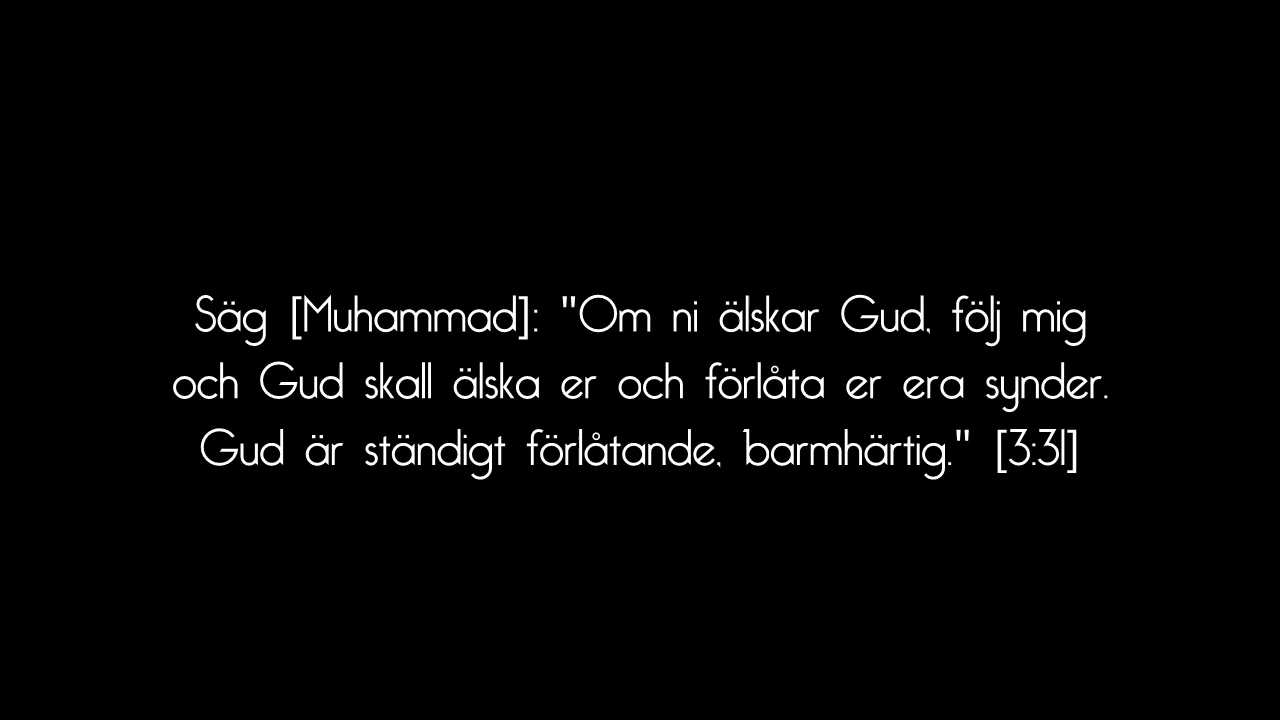 Säg [Muhammad]: "Om ni älskar Gud, följ mig
och Gud skall älska er och förlåta er era synder.
Gud är ständigt förlåtande, barmhärtig." [3:31]